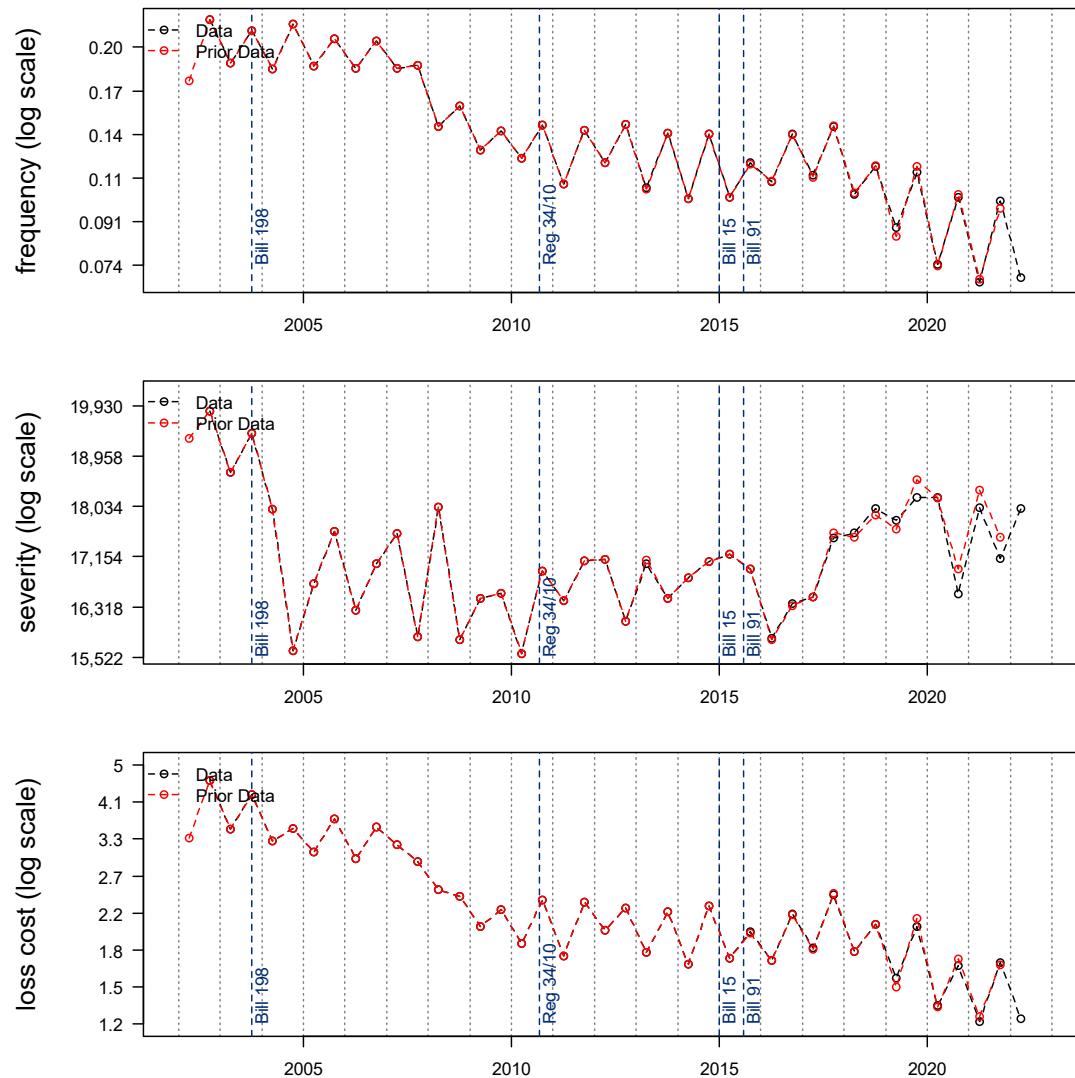 frequency (log scale)
0.20
0.17
0.14
0.11
0.091
0.074
Data
Prior Data
Bill 198
Reg 34/10
Bill 15
Bill 91
2005
2010
2015
2020
severity (log scale)
19,930
18,958
18,034
17,154
16,318
15,522
Data
Prior Data
Bill 198
Reg 34/10
Bill 15
Bill 91
2005
2010
2015
2020
loss cost (log scale)
5
4.1
3.3
2.7
2.2
1.8
1.5
1.2
Data
Prior Data
Bill 198
Reg 34/10
Bill 15
Bill 91
2005
2010
2015
2020